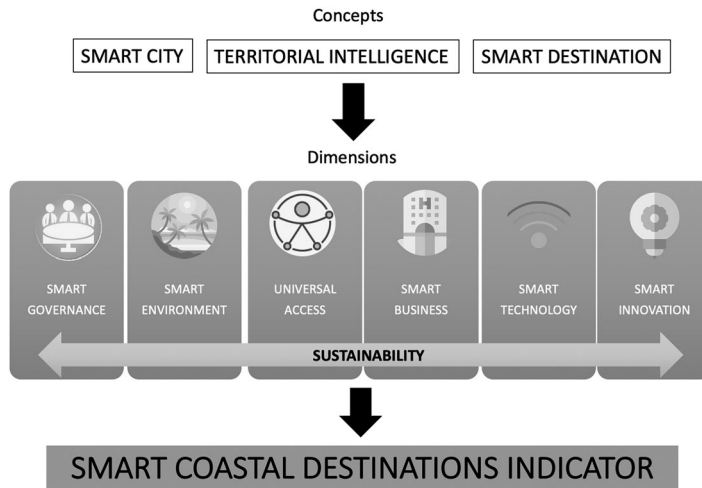 Concepts
SMART CITY TERRITORIAL INTELLIGENCE SMART DESTINATION
Dimensions
SMART GOVERNANCE
SMART ENVIRONMENT
UNIVERSAL ACCESS
SMART BUSINESS
SMART TECHNOLOGY
SMART INNOVATION
SUSTAINABILITY
SMART COASTAL DESTINATIONS INDICATOR